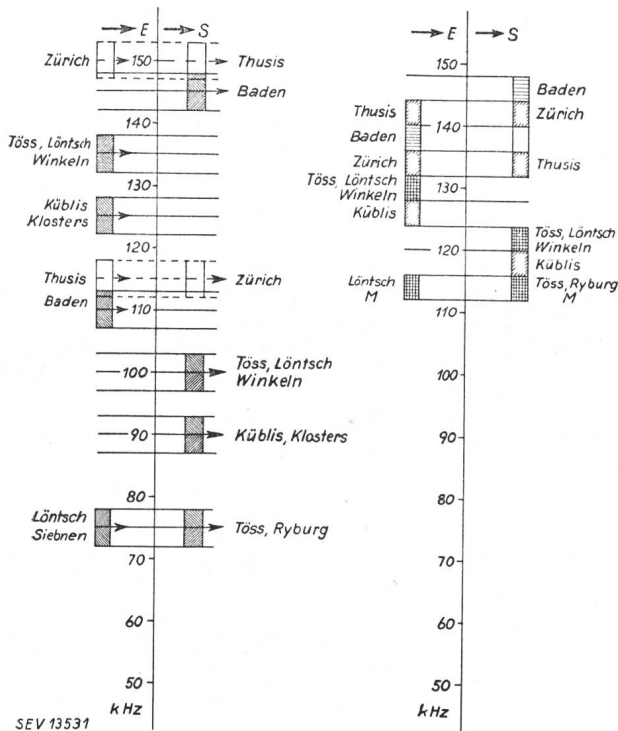 E S
Zürich 150 Thusis
Baden
140
Töss, Löntsch
Winkeln
130
Küblis
Klosters
120
Thusis Zürich
Baden 110
100 Töss, Löntsch
Winkeln
90 Küblis, Klosters
80
Löntsch
Siebnen Töss, Ryburg
70
60
50
kHz
SEV 13531
E S
150
Baden
Thusis Zürich
Baden 140
Zürich Thusis
Töss, Löntsch
Winkeln 130
Küblis
Töss, Löntsch
120 Winkeln
Küblis
Löntsch Töss, Ryburg
M M
110
100
90
80
70
60
50
kHz